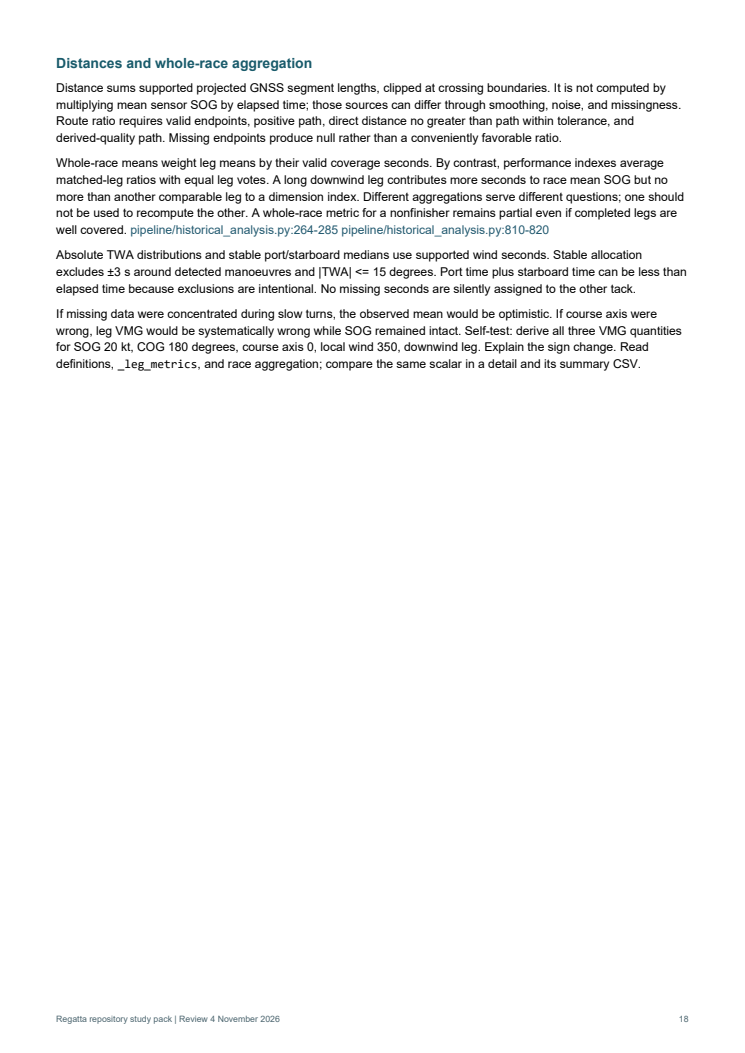 Distances and whole-race aggregation
Distance sums supported projected GNSS segment lengths, clipped at crossing boundaries. It is not computed by
multiplying mean sensor SOG by elapsed time; those sources can differ through smoothing, noise, and missingness.
Route ratio requires valid endpoints, positive path, direct distance no greater than path within tolerance, and
derived-quality path. Missing endpoints produce null rather than a conveniently favorable ratio.
Whole-race means weight leg means by their valid coverage seconds. By contrast, performance indexes average
matched-leg ratios with equal leg votes. A long downwind leg contributes more seconds to race mean SOG but no
more than another comparable leg to a dimension index. Different aggregations serve different questions; one should
not be used to recompute the other. A whole-race metric for a nonfinisher remains partial even if completed legs are
well covered. pipeline/historical_analysis.py:264-285 pipeline/historical_analysis.py:810-820
Absolute TWA distributions and stable port/starboard medians use supported wind seconds. Stable allocation
excludes ±3 s around detected manoeuvres and |TWA| <= 15 degrees. Port time plus starboard time can be less than
elapsed time because exclusions are intentional. No missing seconds are silently assigned to the other tack.
If missing data were concentrated during slow turns, the observed mean would be optimistic. If course axis were
wrong, leg VMG would be systematically wrong while SOG remained intact. Self-test: derive all three VMG quantities
for SOG 20 kt, COG 180 degrees, course axis 0, local wind 350, downwind leg. Explain the sign change. Read
definitions, _leg_metrics, and race aggregation; compare the same scalar in a detail and its summary CSV.
Regatta repository study pack | Review 4 November 2026
18